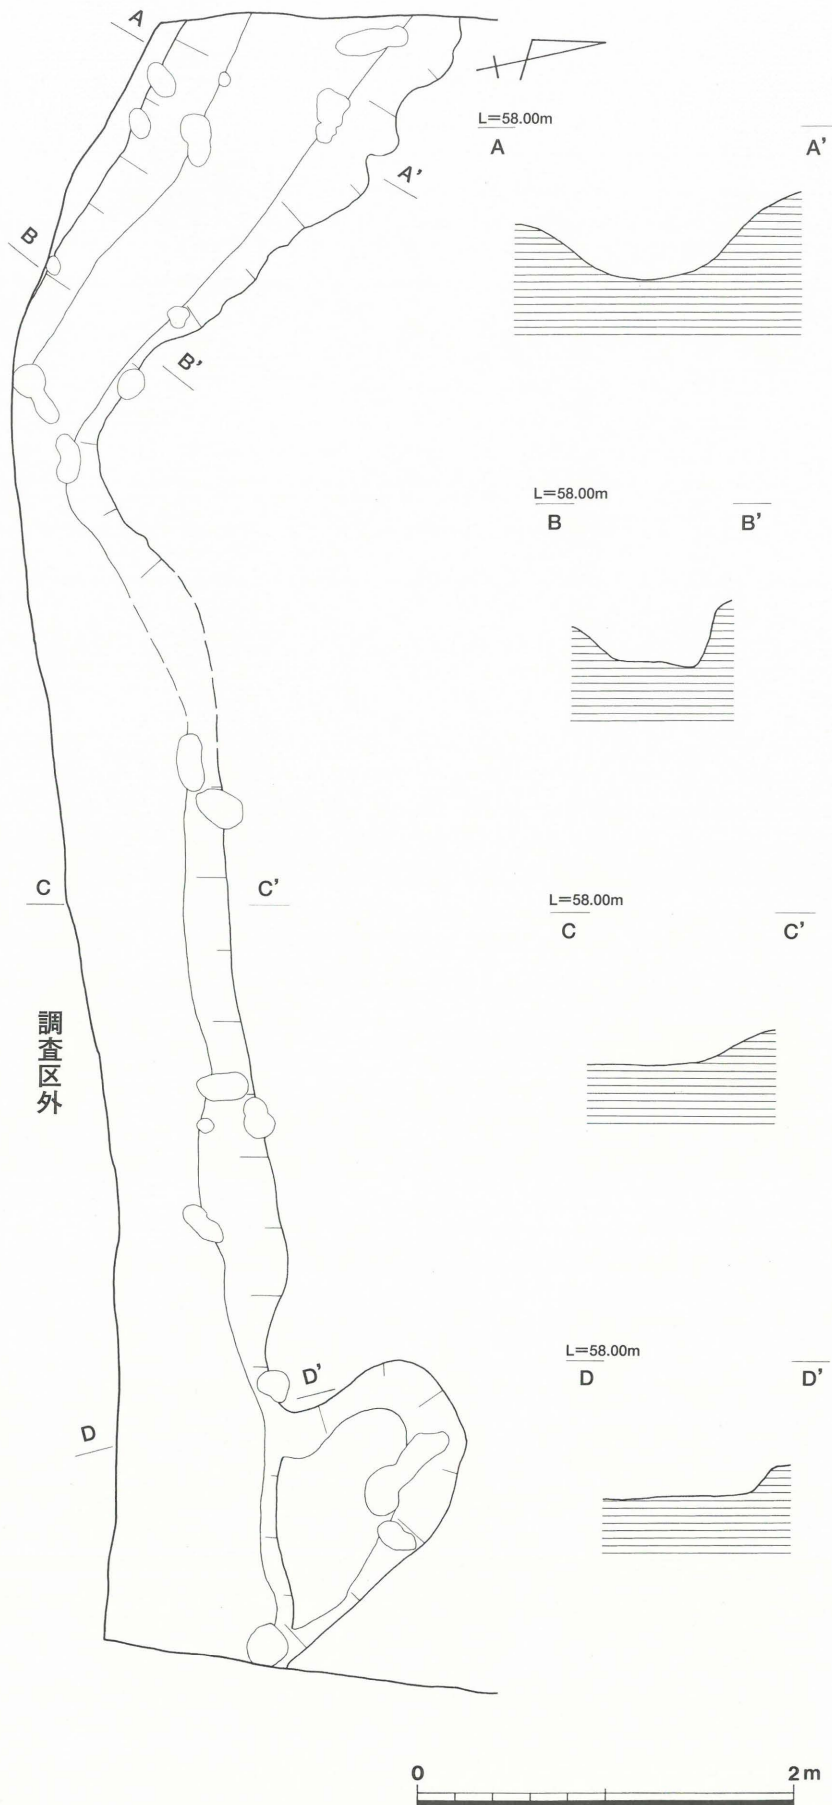 A
A'
B
B'
C
C'
調査区外
D
D'
L=58.00m
A A'
L=58.00m
B B'
L=58.00m
C C'
L=58.00m
D D'
0 2m